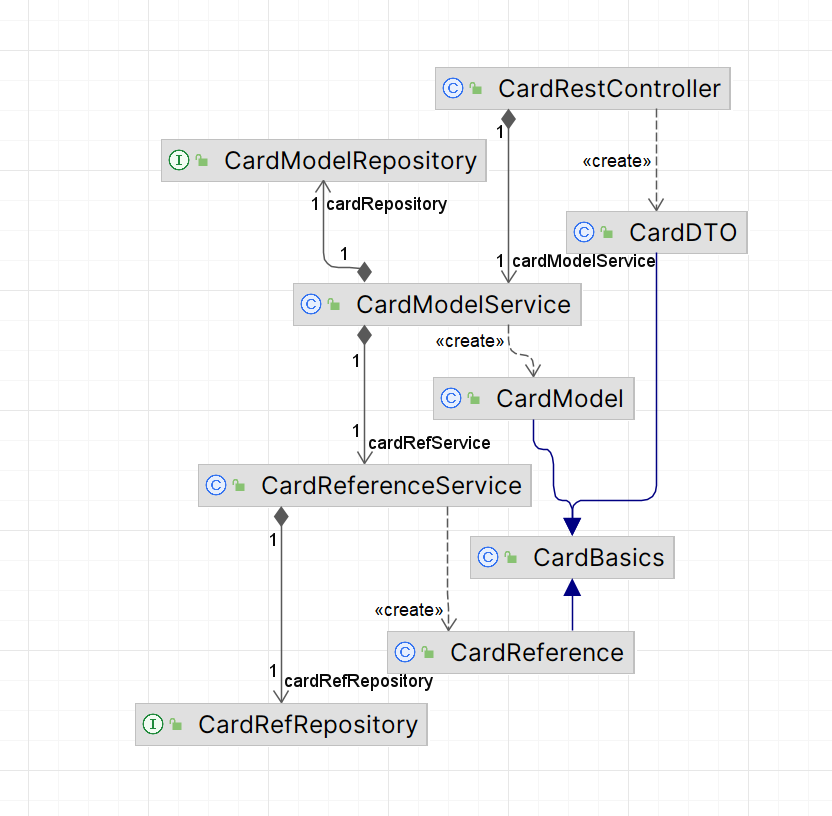 C CardRestController
1
«create»
I CardModelRepository
1 cardRepository
C CardDTO
1
1 cardModelService
C CardModelService
«create»
1
C CardModel
1 cardRefService
C CardReferenceService
1
C CardBasics
«create»
C CardReference
1 cardRefRepository
I CardRefRepository